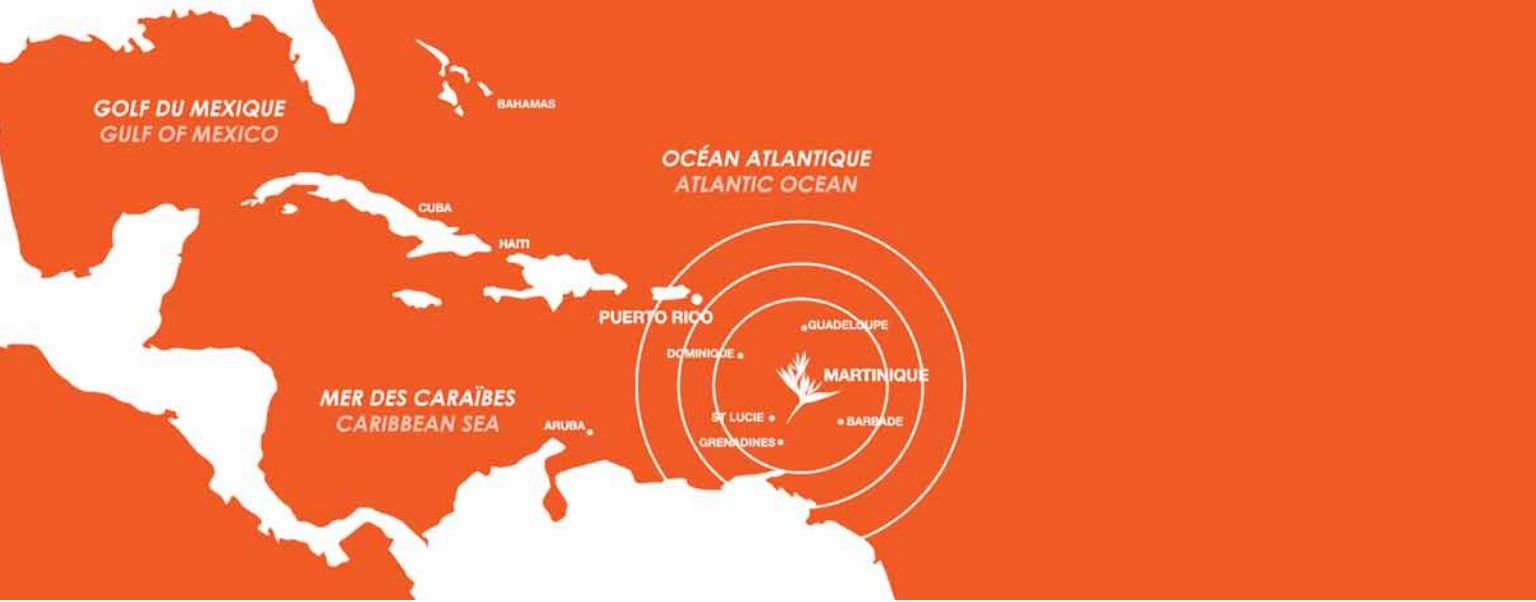 BAHAMAS
GOLF DU MEXIQUE
GULF OF MEXICO
OCÉAN ATLANTIQUE
ATLANTIC OCEAN
CUBA
HAITI
PUERTO RICO
GUADELOUPE
DOMINIQUE
MARTINIQUE
MER DES CARAÏBES
CARIBBEAN SEA
ST LUCIE
BARBADE
ARUBA
GRENADINES